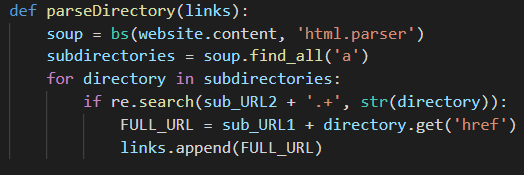 def parseDirectory(links):
    soup = bs(website.content, 'html.parser')
    subdirectories = soup.find_all('a')
    for directory in subdirectories:
        if re.search(sub_URL2 + '.+', str(directory)):
            FULL_URL = sub_URL1 + directory.get('href')
            links.append(FULL_URL)